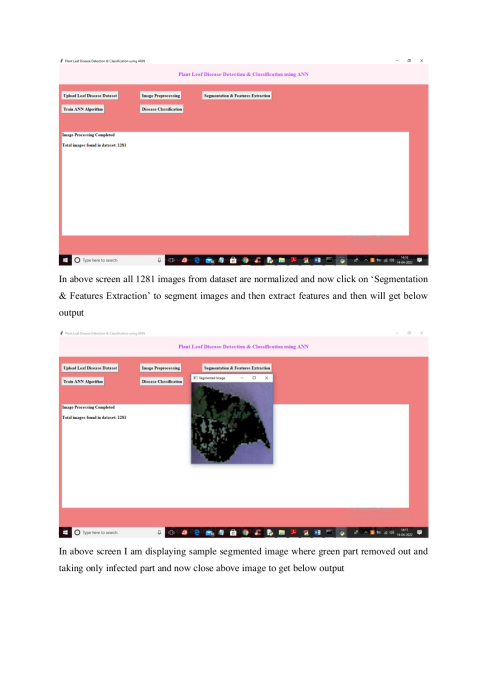 Plant Leaf Disease Detection & Classification using ANN
Plant Leaf Disease Detection & Classification using ANN
Upload Leaf Disease Dataset
Image Preprocessing
Segmentation & Features Extraction
Train ANN Algorithm
Disease Classification
Image Processing Completed
Total images found in dataset: 1281
Type here to search
In above screen all 1281 images from dataset are normalized and now click on ‘Segmentation
& Features Extraction’ to segment images and then extract features and then will get below
output
Plant Leaf Disease Detection & Classification using ANN
Plant Leaf Disease Detection & Classification using ANN
Upload Leaf Disease Dataset
Image Preprocessing
Segmentation & Features Extraction
Train ANN Algorithm
Disease Classification
Segmented Image
Image Processing Completed
Total images found in dataset: 1281
Type here to search
In above screen I am displaying sample segmented image where green part removed out and
taking only infected part and now close above image to get below output